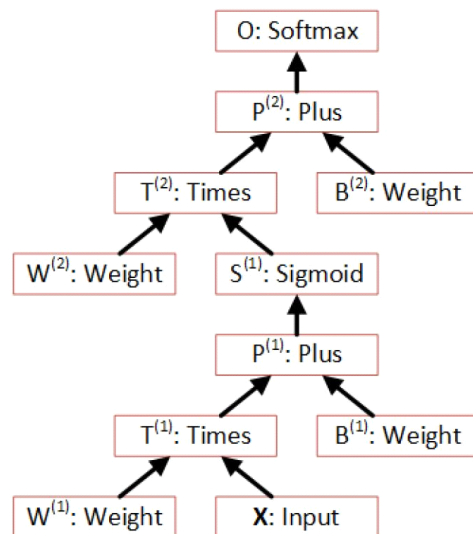 O: Softmax
P⁽²⁾: Plus
T⁽²⁾: Times
B⁽²⁾: Weight
W⁽²⁾: Weight
S⁽¹⁾: Sigmoid
P⁽¹⁾: Plus
T⁽¹⁾: Times
B⁽¹⁾: Weight
W⁽¹⁾: Weight
X: Input